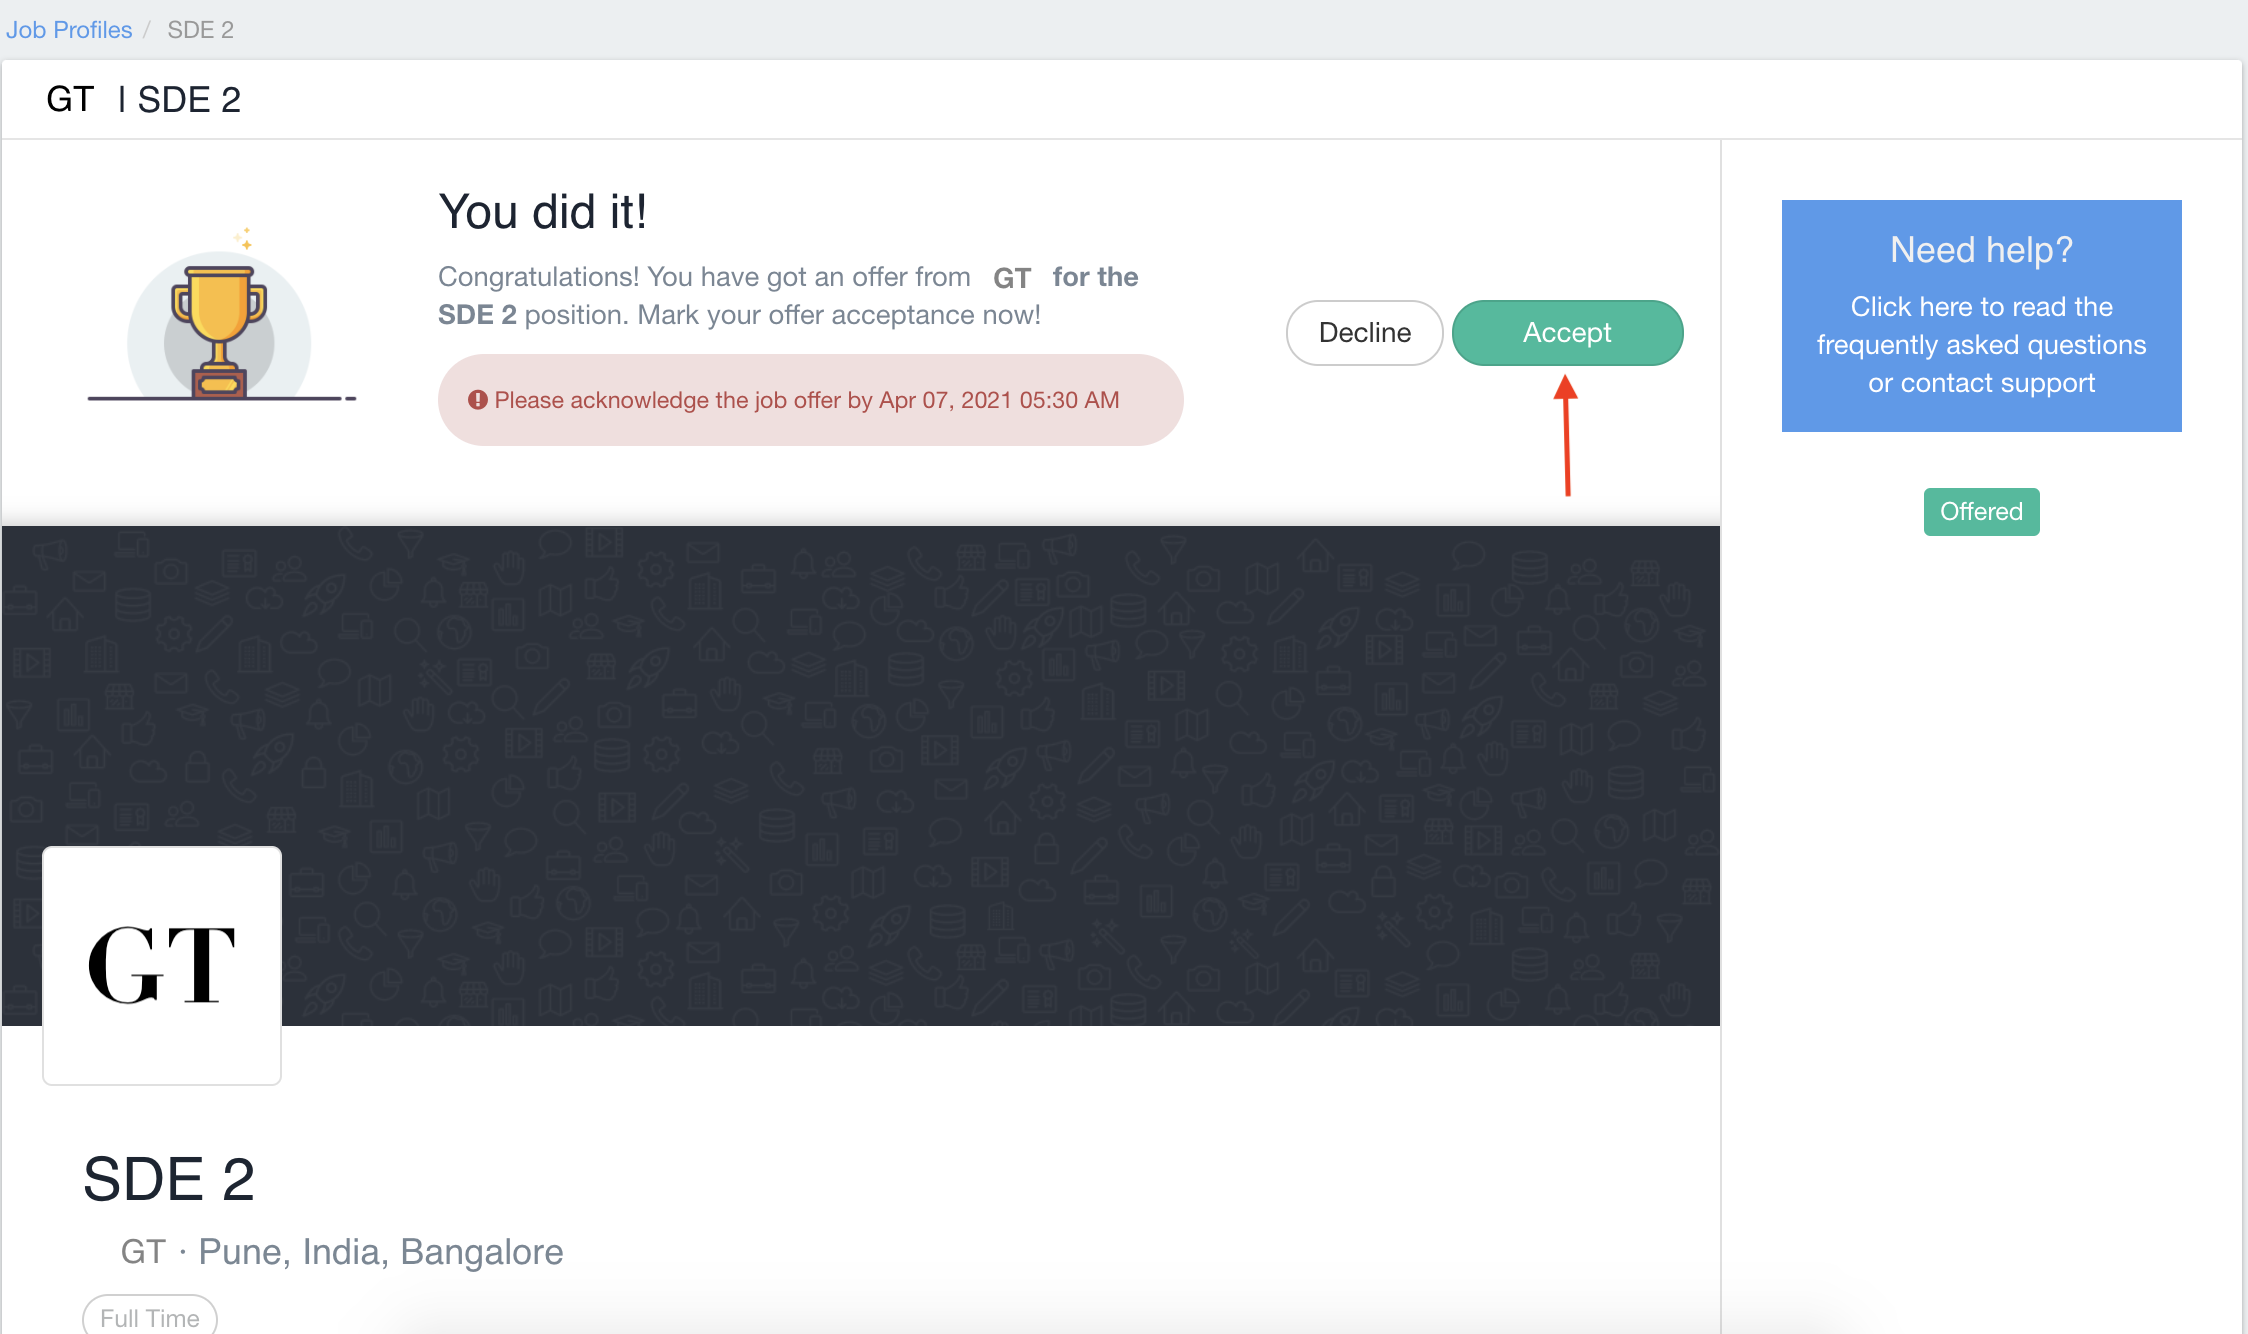 Job Profiles / SDE 2
GT | SDE 2
You did it!
Congratulations! You have got an offer from GT for the
SDE 2 position. Mark your offer acceptance now!
Please acknowledge the job offer by Apr 07, 2021 05:30 AM
Decline
Accept
Need help?
Click here to read the
frequently asked questions
or contact support
Offered
GT
SDE 2
GT · Pune, India, Bangalore
Full Time